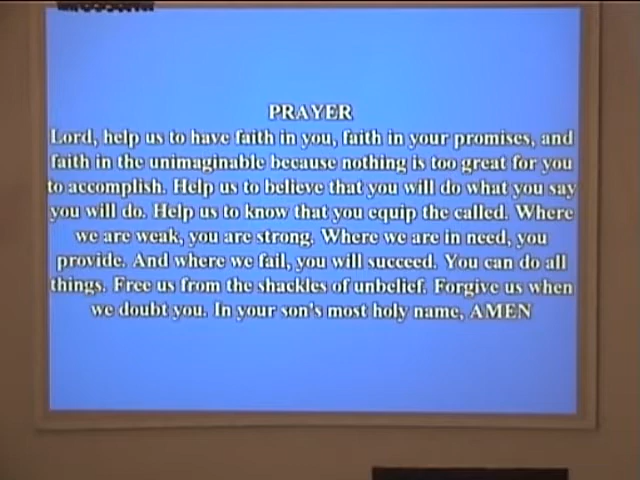 PRAYER
Lord, help us to have faith in you, faith in your promises, and
faith in the unimaginable because nothing is too great for you
to accomplish. Help us to believe that you will do what you say
you will do. Help us to know that you equip the called. Where
we are weak, you are strong. Where we are in need, you
provide. And where we fail, you will succeed. You can do all
things. Free us from the shackles of unbelief. Forgive us when
we doubt you. In your son's most holy name, AMEN